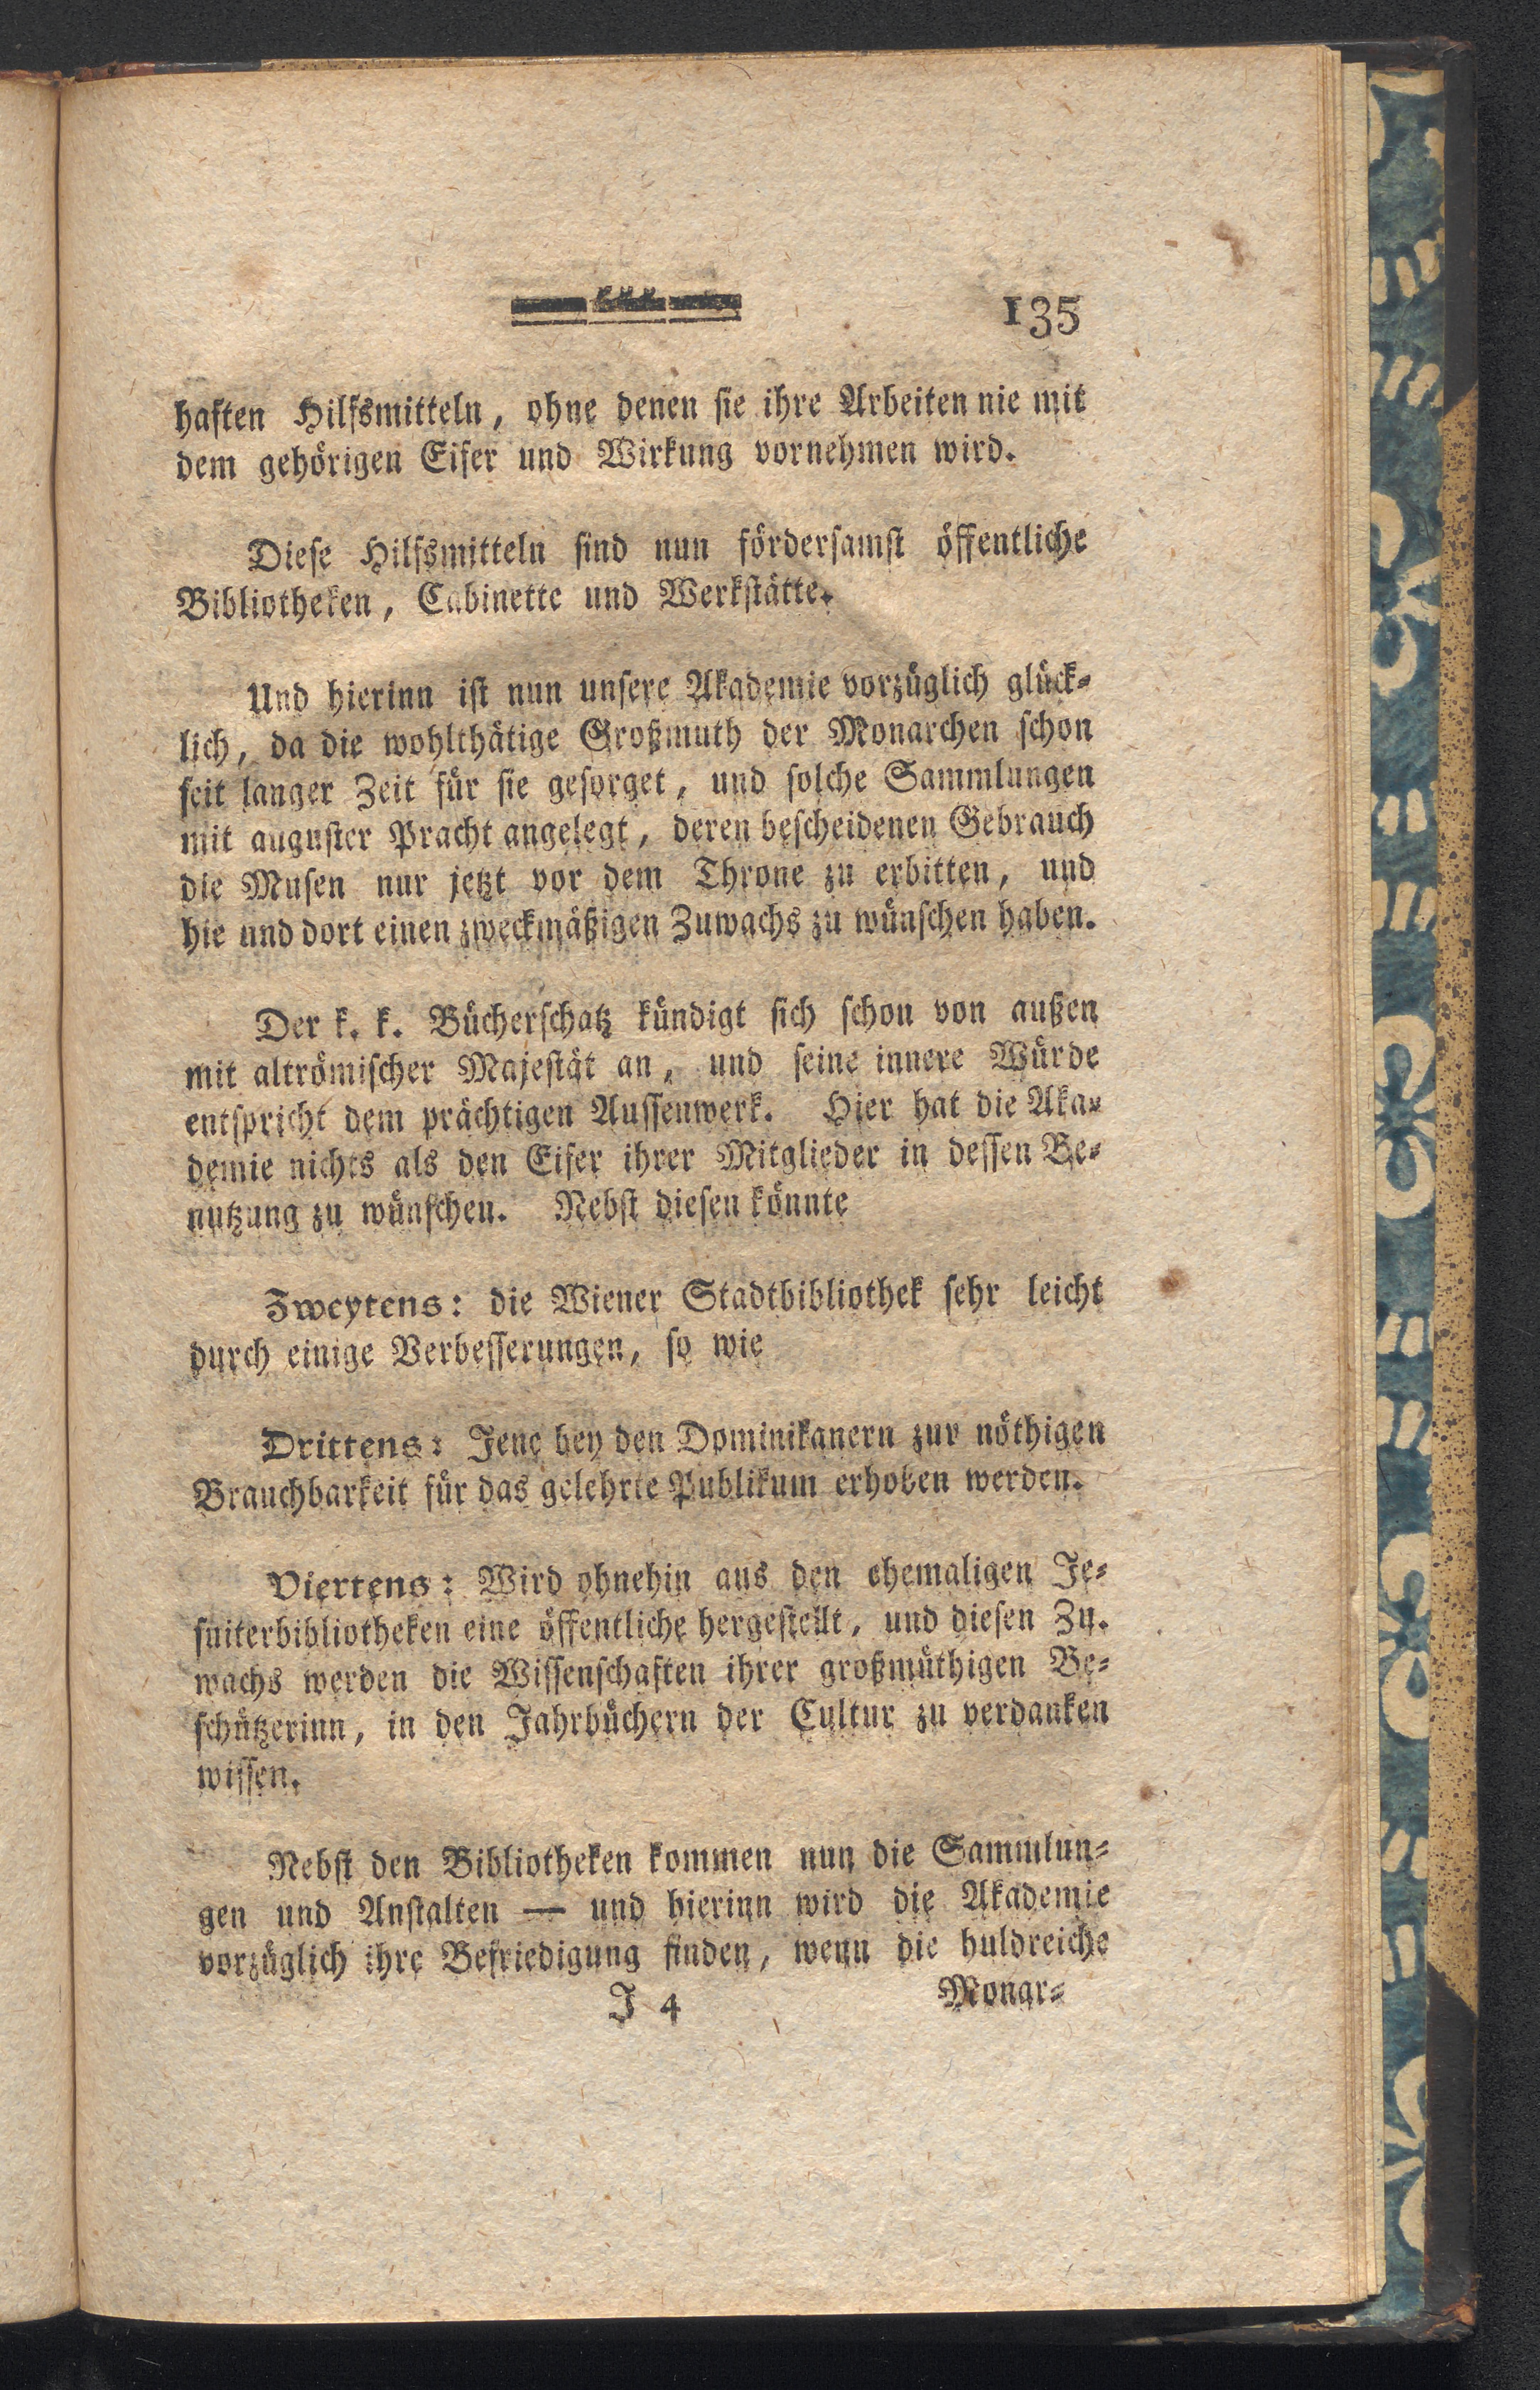 135
haften Hilfsmitteln, ohne denen sie ihre Arbeiten nie mit
dem gehörigen Eifer und Wirkung vornehmen wird.
Diese Hilfsmitteln sind nun fördersamst öffentliche
Bibliotheken, Cabinette und Werkstätte.
Und hierinn ist nun unsere Akademie vorzüglich glück-
lich, da die wohlthätige Großmuth der Monarchen schon
seit langer Zeit für sie gesorget, und solche Sammlungen
mit auguster Pracht angelegt, deren bescheidenen Gebrauch
die Musen nur jetzt vor dem Throne zu erbitten, und
hie und dort einen zweckmäßigen Zuwachs zu wünschen haben.
Der k. k. Bücherschatz kündigt sich schon von außen
mit altrömischer Majestät an, und seine innere Würde
entspricht dem prächtigen Aussenwerk. Hier hat die Aka-
demie nichts als den Eifer ihrer Mitglieder in dessen Be-
nutzung zu wünschen. Nebst diesen könnte
Zweytens: die Wiener Stadtbibliothek sehr leicht
durch einige Verbesserungen, so wie
Drittens: Jene bey den Dominikanern zur nöthigen
Brauchbarkeit für das gelehrte Publikum erhoben werden.
Viertens: Wird ohnehin aus den ehemaligen Je-
suiterbibliotheken eine öffentliche hergestellt, und diesen Zu-
wachs werden die Wissenschaften ihrer großmüthigen Be-
schützerinn, in den Jahrbüchern der Cultur zu verdanken
wissen.
Nebst den Bibliotheken kommen nun die Sammlun-
gen und Anstalten — und hierinn wird die Akademie
vorzüglich ihre Befriedigung finden, wenn die huldreiche
J 4 Monar-